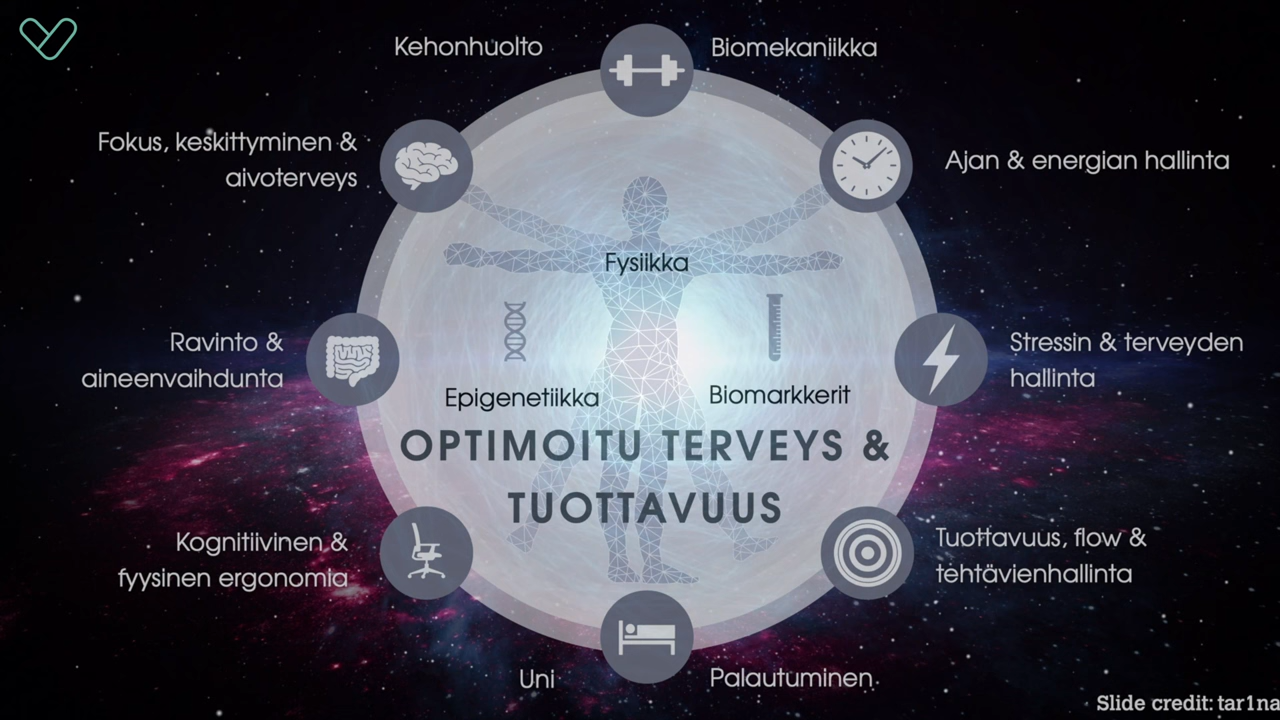 Kehonhuolto
Biomekaniikka
Fokus, keskittyminen &
aivoterveys
Ajan & energian hallinta
Fysiikka
Ravinto &
aineenvaihdunta
Stressin & terveyden
hallinta
Epigenetiikka
Biomarkkerit
OPTIMOITU TERVEYS &
TUOTTAVUUS
Kognitiivinen &
fyysinen ergonomia
Tuottavuus, flow &
tehtävienhallinta
Uni
Palautuminen
Slide credit: tar1na